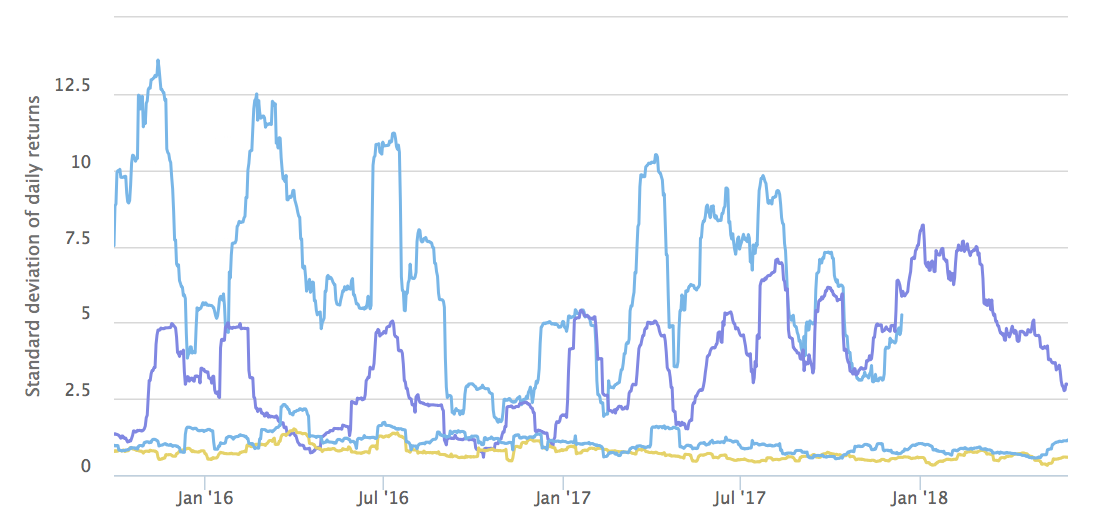 Standard deviation of daily returns
12.5
10
7.5
5
2.5
0
Jan '16
Jul '16
Jan '17
Jul '17
Jan '18